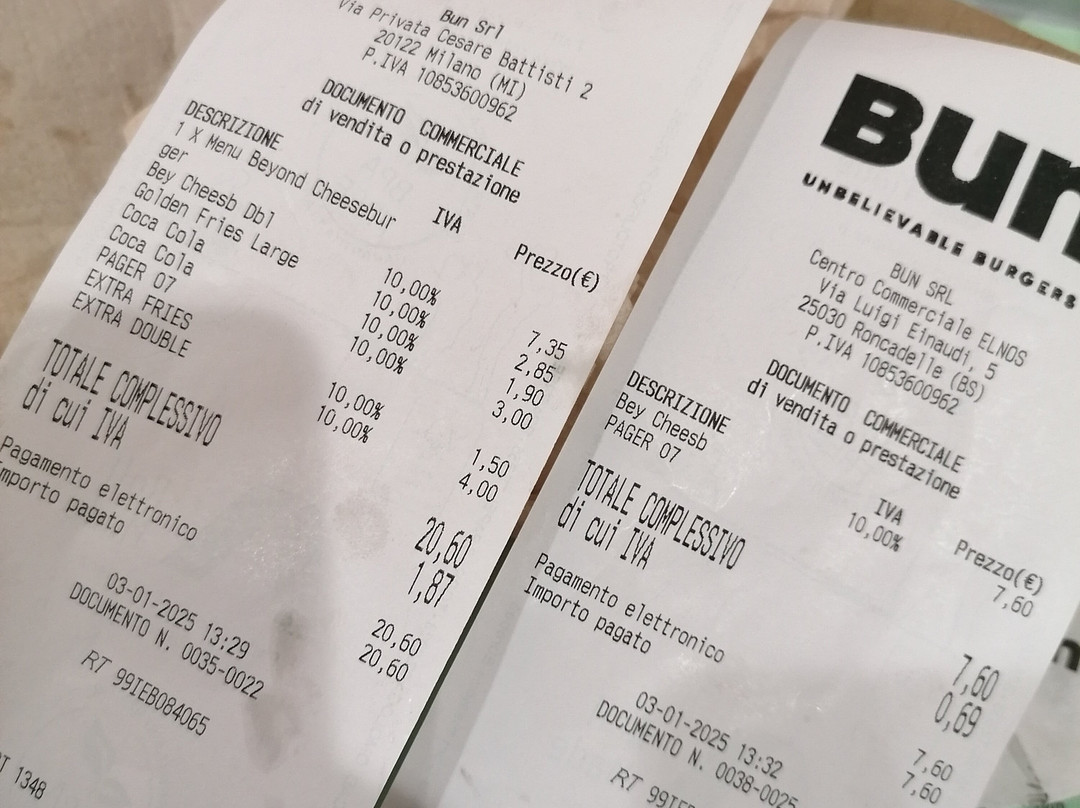 Bun Srl
Via Privata Cesare Battisti 2
20122 Milano (MI)
P.IVA 10853600962
DOCUMENTO COMMERCIALE
di vendita o prestazione
DESCRIZIONE IVA Prezzo(€)
1 X Menu Beyond Cheesebur
ger 10,00% 7,35
Bey Cheesb Dbl 10,00% 2,85
Golden Fries Large 10,00% 1,90
Coca Cola 10,00% 3,00
Coca Cola
PAGER 07
EXTRA FRIES 10,00% 1,50
EXTRA DOUBLE 10,00% 4,00
TOTALE COMPLESSIVO 20,60
di cui IVA 1,87
Pagamento elettronico 20,60
Importo pagato 20,60
03-01-2025 13:29
DOCUMENTO N. 0035-0022
RT 99IEB084065
1348
Bun
UNBELIEVABLE BURGERS
BUN SRL
Centro Commerciale ELNOS
Via Luigi Einaudi, 5
25030 Roncadelle (BS)
P.IVA 10853600962
DOCUMENTO COMMERCIALE
di vendita o prestazione
DESCRIZIONE IVA Prezzo(€)
Bey Cheesb 10,00% 7,60
PAGER 07
TOTALE COMPLESSIVO 7,60
di cui IVA 0,69
Pagamento elettronico 7,60
Importo pagato 7,60
03-01-2025 13:32
DOCUMENTO N. 0038-0025
RT